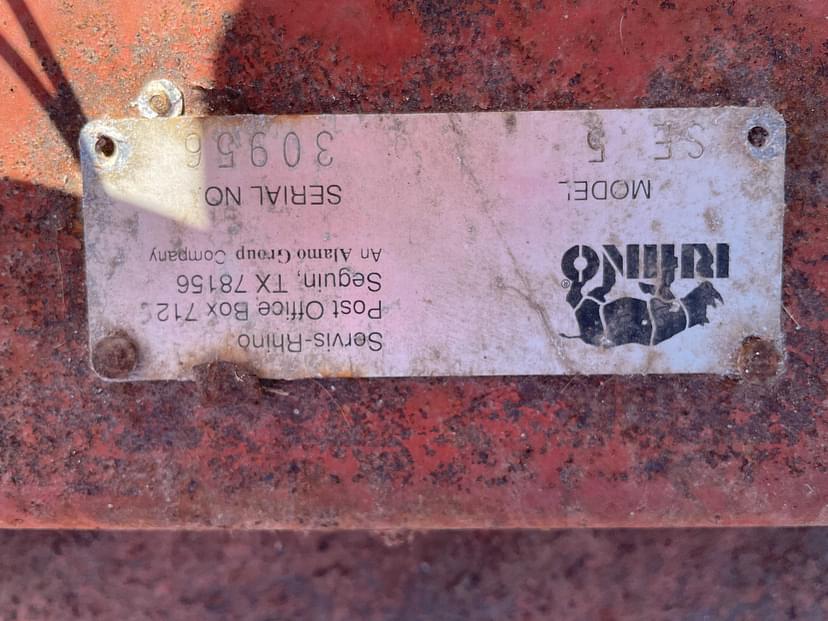 RHINO®
Servis-Rhino
Post Office Box
Seguin, TX 78156
An Alamo Group Company
MODEL SERIAL NO.
SE 5 30956